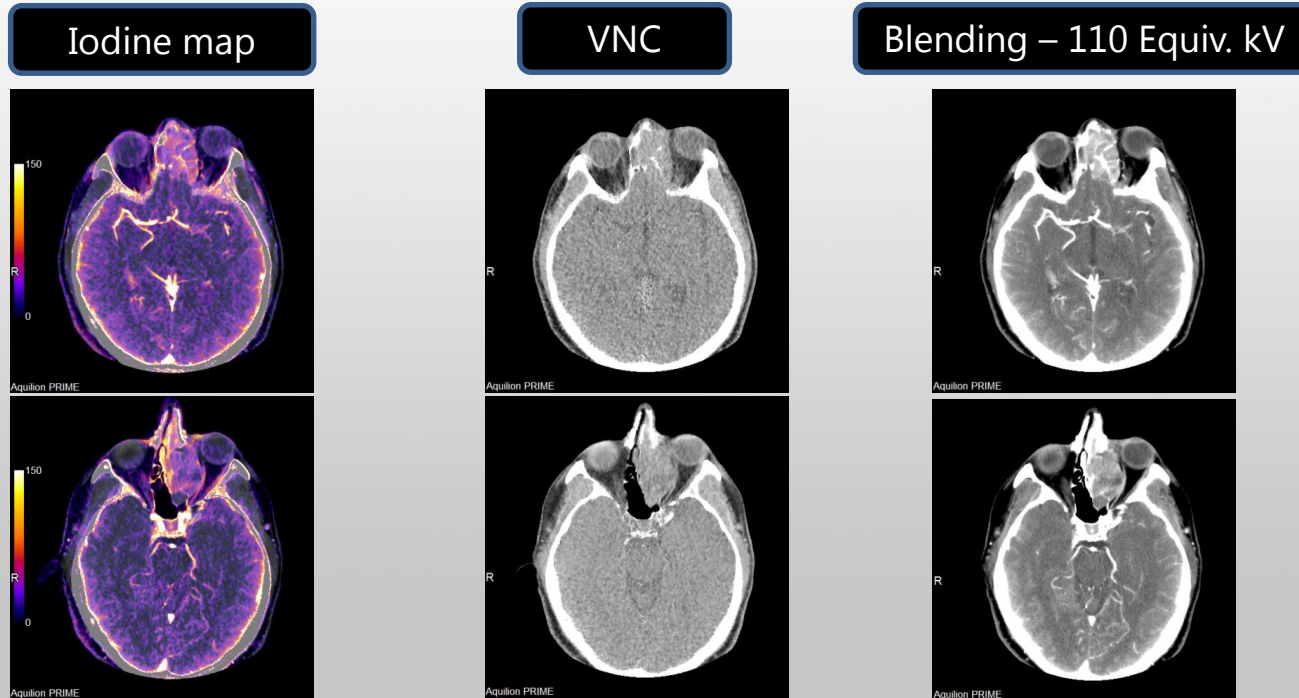 Iodine map
VNC
Blending – 110 Equiv. kV
150
R
0
Aquilion PRIME
R
Aquilion PRIME
R
Aquilion PRIME
150
R
0
Aquilion PRIME
R
Aquilion PRIME
R
Aquilion PRIME